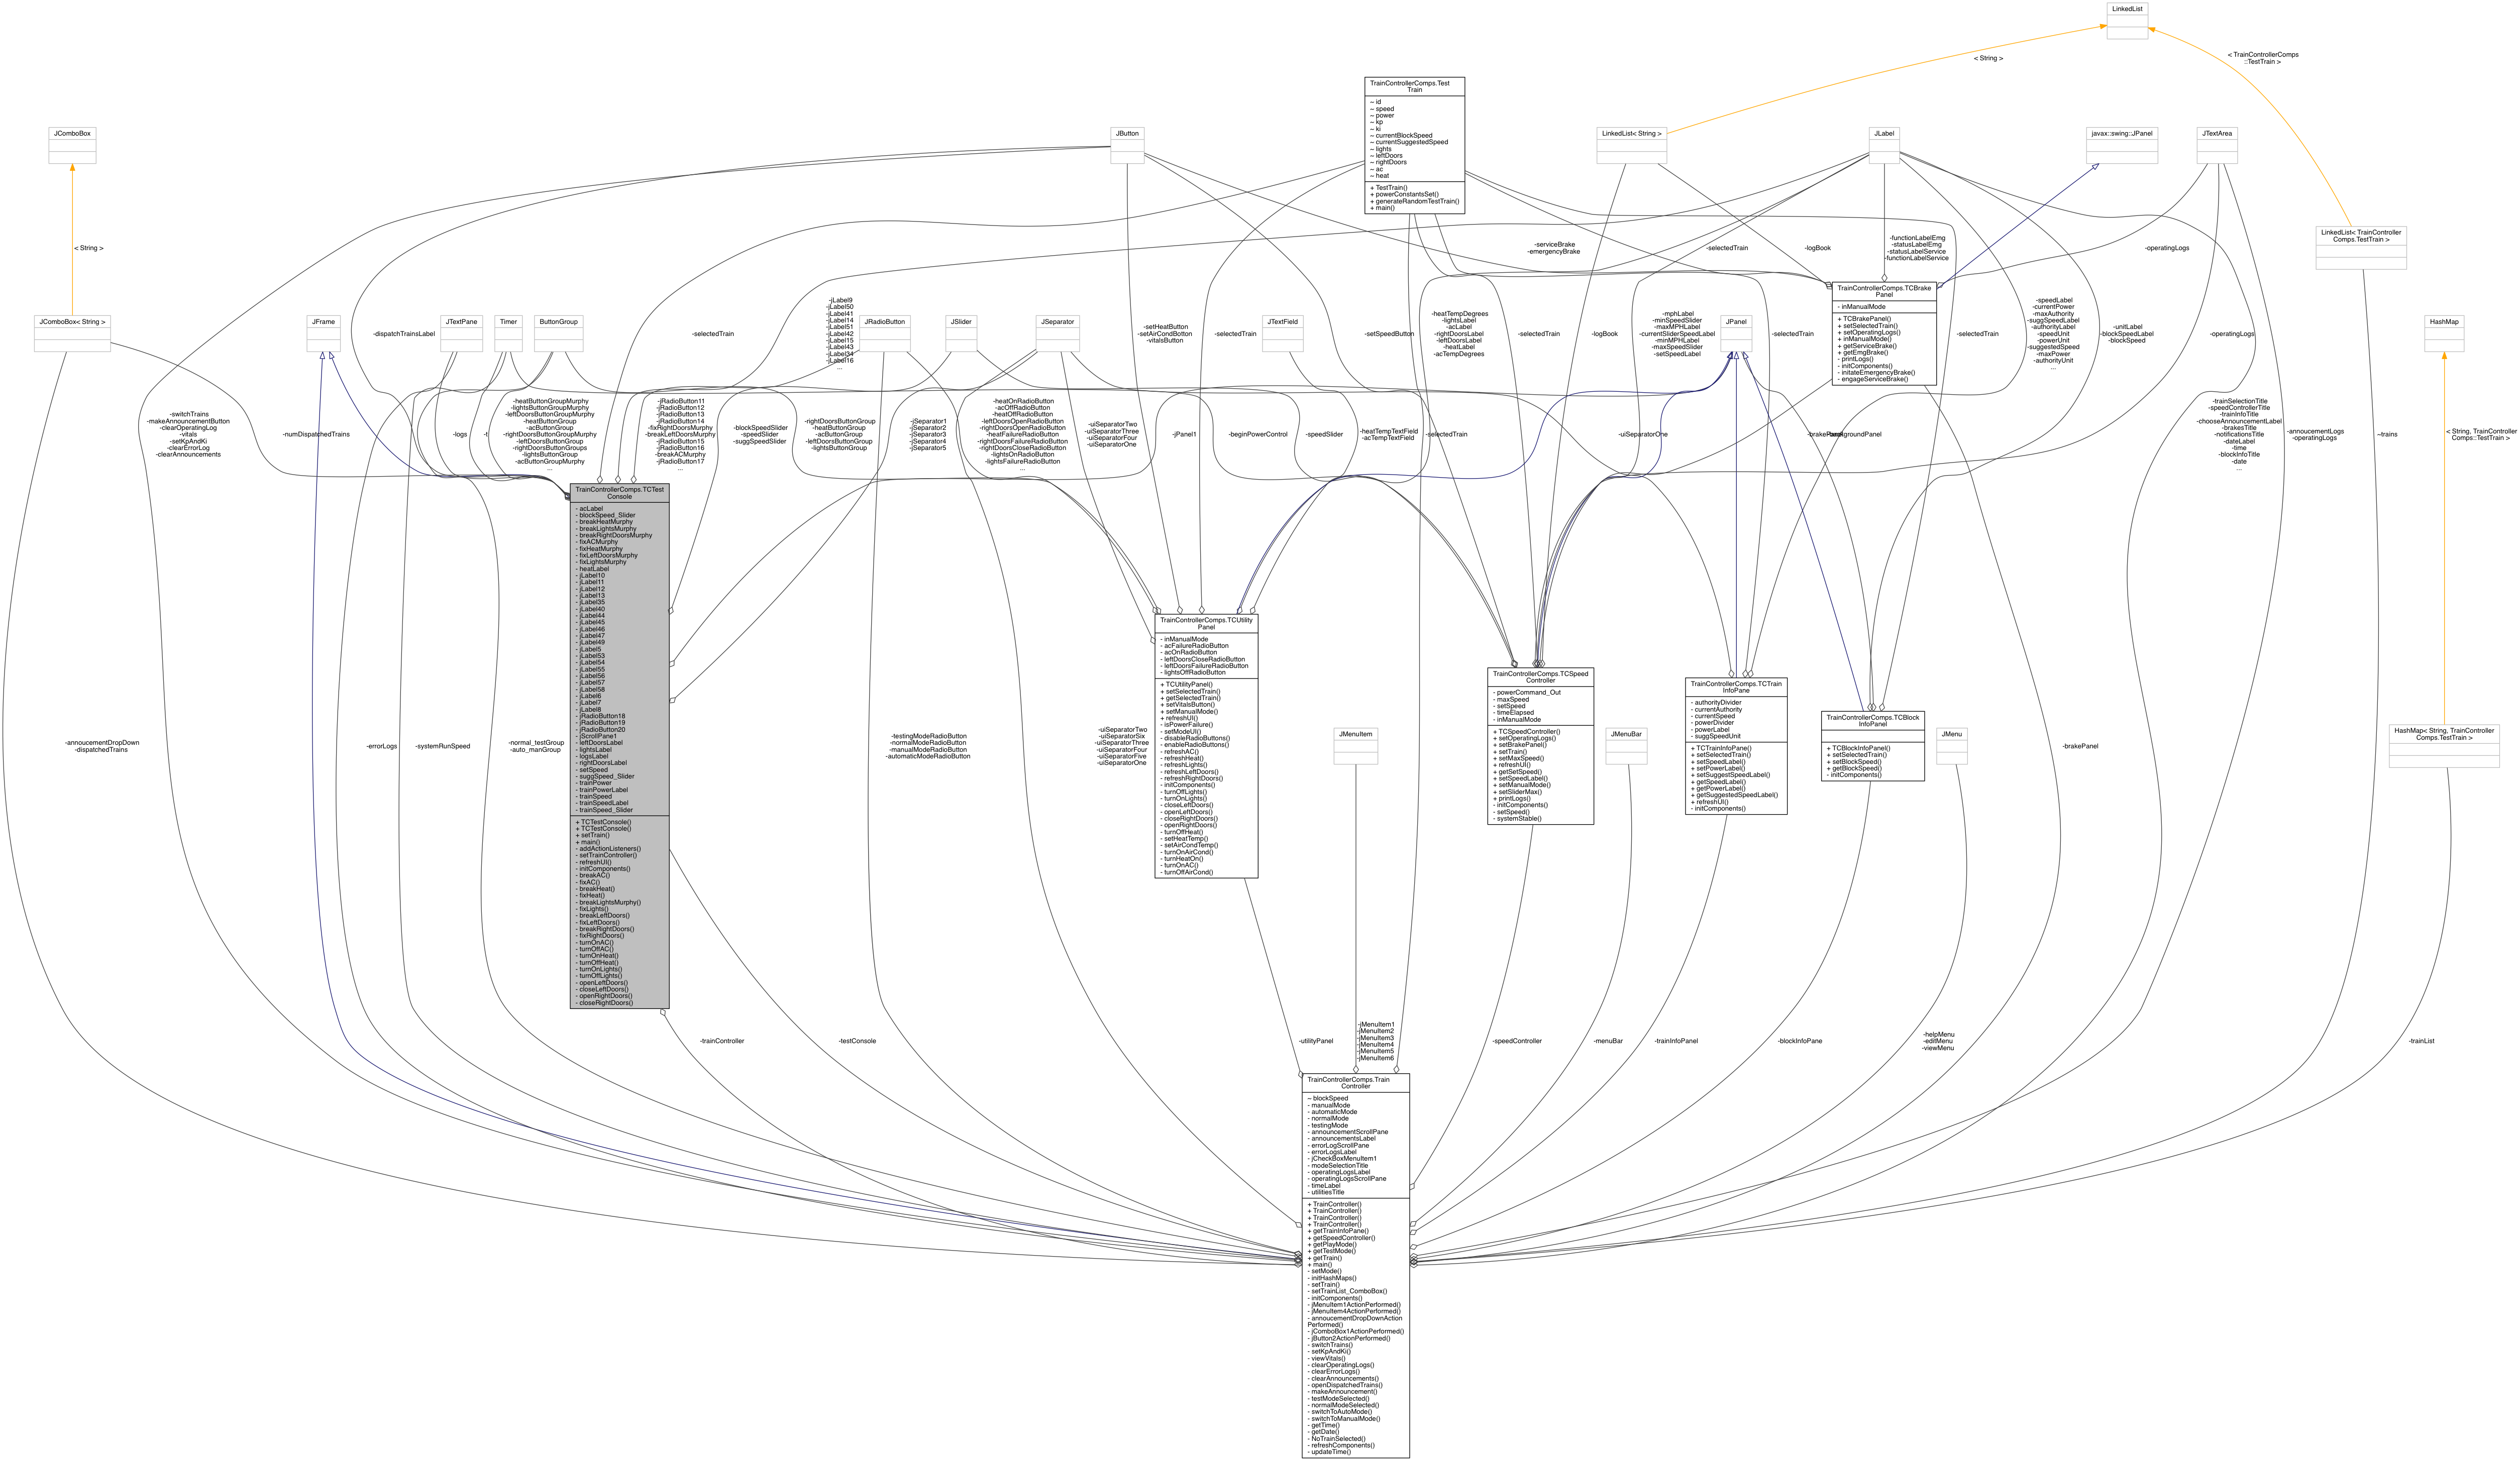 LinkedList
< String >
< TrainControllerComps
::TestTrain >
TrainControllerComps.Test
Train
~ id
~ speed
~ power
~ kp
~ ki
~ currentBlockSpeed
~ currentSuggestedSpeed
~ lights
~ leftDoors
~ rightDoors
~ ac
~ heat
+ TestTrain()
+ powerConstantsSet()
+ generateRandomTestTrain()
+ main()
JComboBox
JButton
LinkedList< String >
JLabel
javax::swing::JPanel
JTextArea
LinkedList< TrainController
Comps.TestTrain >
< String >
-serviceBrake
-emergencyBrake
-selectedTrain
-logBook
-functionLabelEmg
-statusLabelEmg
-statusLabelService
-functionLabelService
-operatingLogs
TrainControllerComps.TCBrake
Panel
- inManualMode
+ TCBrakePanel()
+ setSelectedTrain()
+ setOperatingLogs()
+ inManualMode()
+ getServiceBrake()
+ getEmgBrake()
- printLogs()
- initComponents()
- initateEmergencyBrake()
- engageServiceBrake()
JComboBox< String >
JFrame
JTextPane
Timer
ButtonGroup
JRadioButton
JSlider
JSeparator
JTextField
JPanel
HashMap
-dispatchTrainsLabel
-selectedTrain
-jLabel9
-jLabel50
-jLabel41
-jLabel14
-jLabel51
-jLabel42
-jLabel15
-jLabel43
-jLabel34
-jLabel16
...
-setHeatButton
-setAirCondBotton
-vitalsButton
-selectedTrain
-setSpeedButton
-heatTempDegrees
-lightsLabel
-acLabel
-rightDoorsLabel
-leftDoorsLabel
-heatLabel
-acTempDegrees
-selectedTrain
-logBook
-mphLabel
-minSpeedSlider
-maxMPHLabel
-currentSliderSpeedLabel
-minMPHLabel
-maxSpeedSlider
-setSpeedLabel
-selectedTrain
-selectedTrain
-speedLabel
-currentPower
-maxAuthority
-suggSpeedLabel
-authorityLabel
-speedUnit
-powerUnit
-suggestedSpeed
-maxPower
-authorityUnit
...
-unitLabel
-blockSpeedLabel
-blockSpeed
-operatingLogs
-switchTrains
-makeAnnouncementButton
-clearOperatingLog
-vitals
-setKpAndKi
-clearErrorLog
-clearAnnouncements
-numDispatchedTrains
-logs
-t
-heatButtonGroupMurphy
-lightsButtonGroupMurphy
-leftDoorsButtonGroupMurphy
-heatButtonGroup
-acButtonGroup
-rightDoorsButtonGroupMurphy
-leftDoorsButtonGroup
-rightDoorsButtonGroups
-lightsButtonGroup
-acButtonGroupMurphy
...
-jRadioButton11
-jRadioButton12
-jRadioButton13
-jRadioButton14
-fixRightDoorsMurphy
-breakLeftDoorsMurphy
-jRadioButton15
-jRadioButton16
-breakACMurphy
-jRadioButton17
...
-blockSpeedSlider
-speedSlider
-suggSpeedSlider
-rightDoorsButtonGroup
-heatButtonGroup
-acButtonGroup
-leftDoorsButtonGroup
-lightsButtonGroup
-jSeparator1
-jSeparator2
-jSeparator3
-jSeparator4
-jSeparator5
-heatOnRadioButton
-acOffRadioButton
-heatOffRadioButton
-leftDoorsOpenRadioButton
-rightDoorsOpenRadioButton
-heatFailureRadioButton
-rightDoorsFailureRadioButton
-rightDoorsCloseRadioButton
-lightsOnRadioButton
-lightsFailureRadioButton
...
-uiSeparatorTwo
-uiSeparatorThree
-uiSeparatorFour
-uiSeparatorOne
-jPanel1
-beginPowerControl
-speedSlider
-heatTempTextField
-acTempTextField
-selectedTrain
-uiSeparatorOne
-brakePanel
-trainSelectionTitle
-speedControllerTitle
-trainInfoTitle
-chooseAnnouncementLabel
-brakesTitle
-notificationsTitle
-dateLabel
-time
-blockInfoTitle
-date
...
-annoucementLogs
-operatingLogs
~trains
< String, TrainController
Comps::TestTrain >
TrainControllerComps.TCTest
Console
- acLabel
- blockSpeed_Slider
- breakHeatMurphy
- breakLightsMurphy
- breakRightDoorsMurphy
- fixACMurphy
- fixHeatMurphy
- fixLeftDoorsMurphy
- fixLightsMurphy
- heatLabel
- jLabel10
- jLabel11
- jLabel12
- jLabel13
- jLabel35
- jLabel40
- jLabel44
- jLabel45
- jLabel46
- jLabel47
- jLabel49
- jLabel5
- jLabel53
- jLabel54
- jLabel55
- jLabel56
- jLabel57
- jLabel58
- jLabel6
- jLabel7
- jLabel8
- jRadioButton18
- jRadioButton19
- jRadioButton20
- jScrollPane1
- leftDoorsLabel
- lightsLabel
- logsLabel
- rightDoorsLabel
- setSpeed
- suggSpeed_Slider
- trainPower
- trainPowerLabel
- trainSpeed
- trainSpeedLabel
- trainSpeed_Slider
+ TCTestConsole()
+ TCTestConsole()
+ setTrain()
+ main()
- addActionListeners()
- setTrainController()
- refreshUI()
- initComponents()
- breakAC()
- fixAC()
- breakHeat()
- fixHeat()
- breakLightsMurphy()
- fixLights()
- breakLeftDoors()
- fixLeftDoors()
- breakRightDoors()
- fixRightDoors()
- turnOnAC()
- turnOffAC()
- turnOnHeat()
- turnOffHeat()
- turnOnLights()
- turnOffLights()
- openLeftDoors()
- closeLeftDoors()
- openRightDoors()
- closeRightDoors()
TrainControllerComps.TCUtility
Panel
- inManualMode
- acFailureRadioButton
- acOnRadioButton
- leftDoorsCloseRadioButton
- leftDoorsFailureRadioButton
- lightsOffRadioButton
+ TCUtilityPanel()
+ setSelectedTrain()
+ getSelectedTrain()
+ setVitalsButton()
+ setManualMode()
+ refreshUI()
- isPowerFailure()
- setModeUI()
- disableRadioButtons()
- enableRadioButtons()
- refreshAC()
- refreshHeat()
- refreshLights()
- refreshLeftDoors()
- refreshRightDoors()
- initComponents()
- turnOffLights()
- turnOnLights()
- closeLeftDoors()
- openLeftDoors()
- closeRightDoors()
- openRightDoors()
- turnOffHeat()
- setHeatTemp()
- setAirCondTemp()
- turnOnAirCond()
- turnHeatOn()
- turnOnAC()
- turnOffAirCond()
TrainControllerComps.TCSpeed
Controller
- powerCommand_Out
- maxSpeed
- setSpeed
- timeElapsed
- inManualMode
+ TCSpeedController()
+ setOperatingLogs()
+ setBrakePanel()
+ setTrain()
+ setMaxSpeed()
+ refreshUI()
+ getSetSpeed()
+ setSpeedLabel()
+ setManualMode()
+ setSliderMax()
+ printLogs()
- initComponents()
- setSpeed()
- systemStable()
TrainControllerComps.TCTrain
InfoPane
- authorityDivider
- currentAuthority
- currentSpeed
- powerDivider
- powerLabel
- suggSpeedUnit
+ TCTrainInfoPane()
+ setSelectedTrain()
+ setSpeedLabel()
+ setPowerLabel()
+ setSuggestSpeedLabel()
+ getSpeedLabel()
+ getPowerLabel()
+ getSuggestedSpeedLabel()
+ refreshUI()
- initComponents()
TrainControllerComps.TCBlock
InfoPanel
+ TCBlockInfoPanel()
+ setSelectedTrain()
+ setBlockSpeed()
+ getBlockSpeed()
- initComponents()
JMenuItem
JMenuBar
JMenu
HashMap< String, TrainController
Comps.TestTrain >
-annoucementDropDown
-dispatchedTrains
-errorLogs
-systemRunSpeed
-normal_testGroup
-auto_manGroup
-testingModeRadioButton
-normalModeRadioButton
-manualModeRadioButton
-automaticModeRadioButton
-uiSeparatorTwo
-uiSeparatorSix
-uiSeparatorThree
-uiSeparatorFour
-uiSeparatorFive
-uiSeparatorOne
-brakePanel
-trainController
-testConsole
-utilityPanel
-jMenuItem1
-jMenuItem2
-jMenuItem3
-jMenuItem4
-jMenuItem5
-jMenuItem6
-speedController
-menuBar
-trainInfoPanel
-blockInfoPane
-helpMenu
-editMenu
-viewMenu
-trainList
TrainControllerComps.Train
Controller
~ blockSpeed
- manualMode
- automaticMode
- normalMode
- testingMode
- announcementScrollPane
- announcementsLabel
- errorLogScrollPane
- errorLogsLabel
- jCheckBoxMenuItem1
- modeSelectionTitle
- operatingLogsLabel
- operatingLogsScrollPane
- timeLabel
- utilitiesTitle
+ TrainController()
+ TrainController()
+ TrainController()
+ TrainController()
+ getTrainInfoPane()
+ getSpeedController()
+ getPlayMode()
+ getTestMode()
+ getTrain()
+ main()
- setMode()
- initHashMaps()
- setTrain()
- setTrainList_ComboBox()
- initComponents()
- jMenuItem1ActionPerformed()
- jMenuItem4ActionPerformed()
- annoucementDropDownAction
Performed()
- jComboBox1ActionPerformed()
- jButton2ActionPerformed()
- switchTrains()
- setKpAndKi()
- viewVitals()
- clearOperatingLogs()
- clearErrorLogs()
- clearAnnouncements()
- openDispatchedTrains()
- makeAnnouncement()
- testModeSelected()
- normalModeSelected()
- switchToAutoMode()
- switchToManualMode()
- getTime()
- getDate()
- NoTrainSelected()
- refreshComponents()
- updateTime()